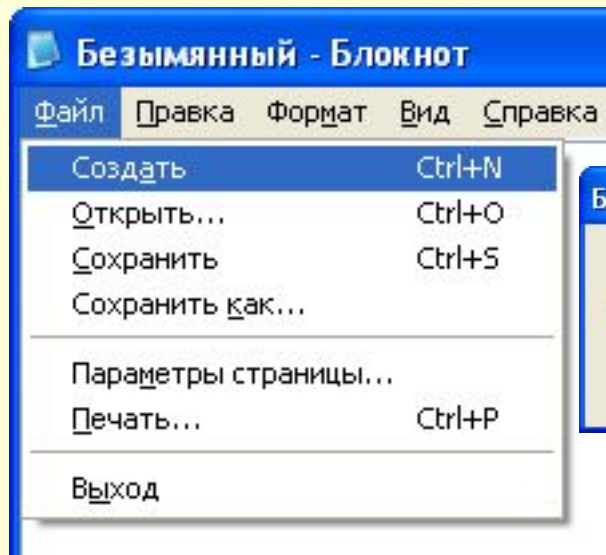 Безымянный - Блокнот
Файл Правка Формат Вид Справка
Создать Ctrl+N
Открыть... Ctrl+O
Сохранить Ctrl+S
Сохранить как...
Параметры страницы...
Печать... Ctrl+P
Выход